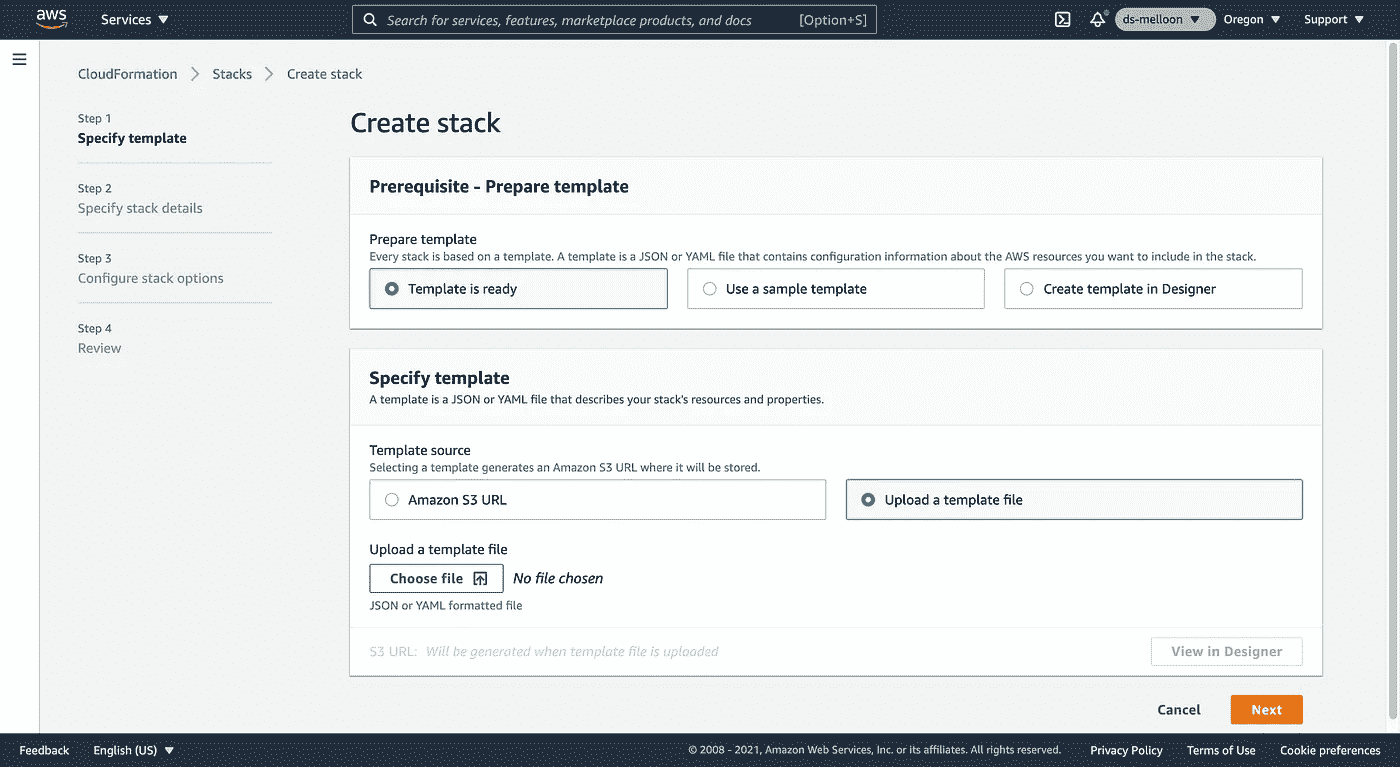 aws
Services
Search for services, features, marketplace products, and docs
[Option+S]
ds-melloon
Oregon
Support
CloudFormation
Stacks
Create stack
Step 1
Specify template
Step 2
Specify stack details
Step 3
Configure stack options
Step 4
Review
Create stack
Prerequisite - Prepare template
Prepare template
Every stack is based on a template. A template is a JSON or YAML file that contains configuration information about the AWS resources you want to include in the stack.
Template is ready
Use a sample template
Create template in Designer
Specify template
A template is a JSON or YAML file that describes your stack's resources and properties.
Template source
Selecting a template generates an Amazon S3 URL where it will be stored.
Amazon S3 URL
Upload a template file
Upload a template file
Choose file
No file chosen
JSON or YAML formatted file
S3 URL: Will be generated when template file is uploaded
View in Designer
Cancel
Next
Feedback
English (US)
© 2008 - 2021, Amazon Web Services, Inc. or its affiliates. All rights reserved.
Privacy Policy
Terms of Use
Cookie preferences